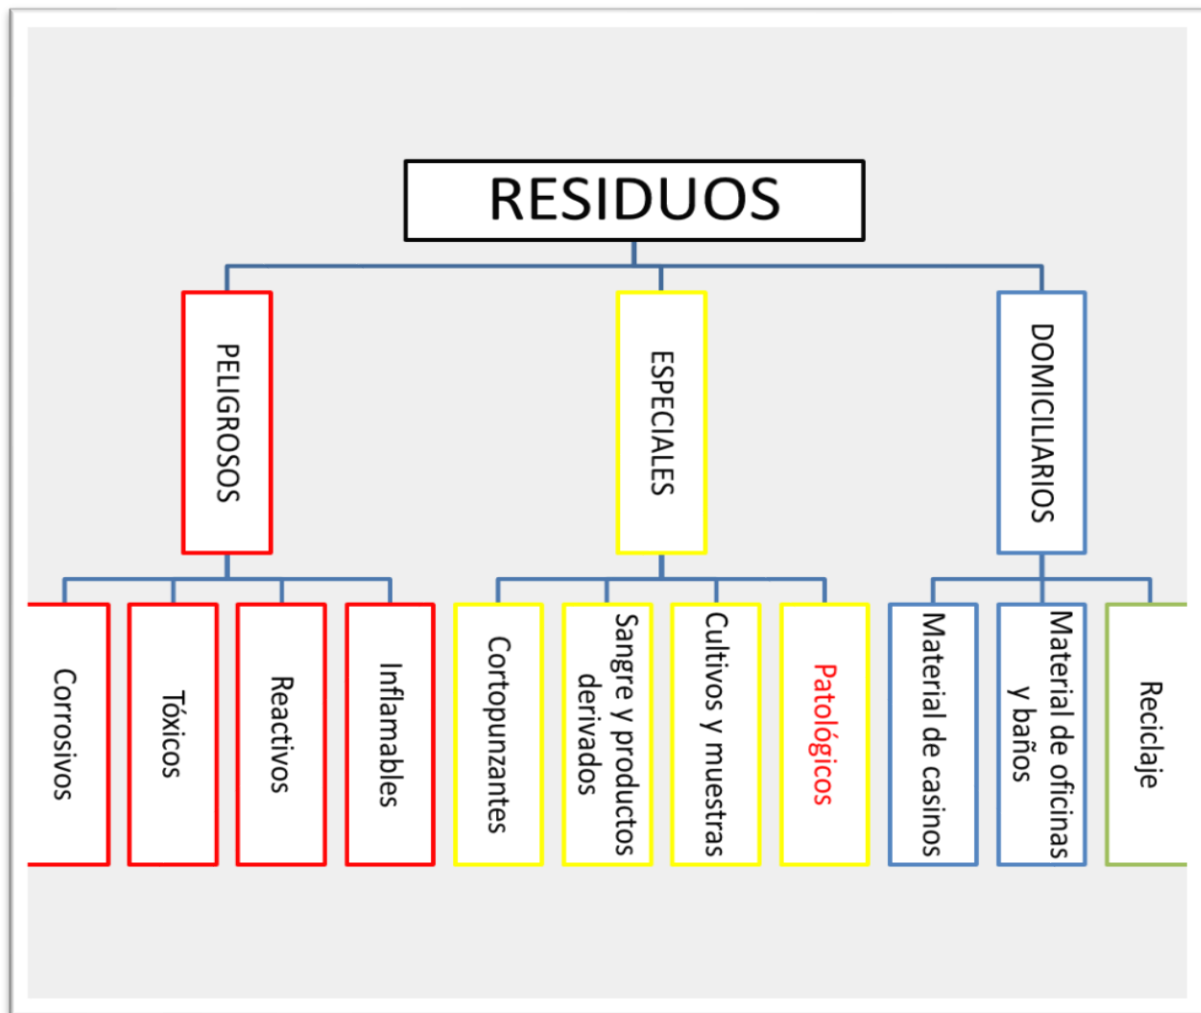 RESIDUOS
PELIGROSOS
ESPECIALES
DOMICILIARIOS
Corrosivos
Tóxicos
Reactivos
Inflamables
Cortopunzantes
Sangre y productos
derivados
Cultivos y muestras
Patológicos
Material de casinos
Material de oficinas
y baños
Reciclaje